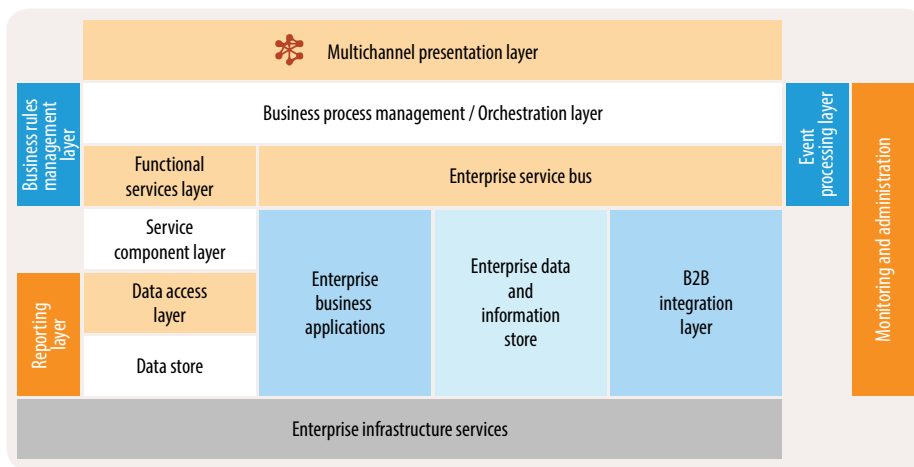 Multichannel presentation layer
Business rules
management
layer
Business process management / Orchestration layer
Event
processing layer
Monitoring and administration
Functional
services layer
Enterprise service bus
Service
component layer
Enterprise
business
applications
Enterprise data
and
information
store
B2B
integration
layer
Reporting
layer
Data access
layer
Data store
Enterprise infrastructure services